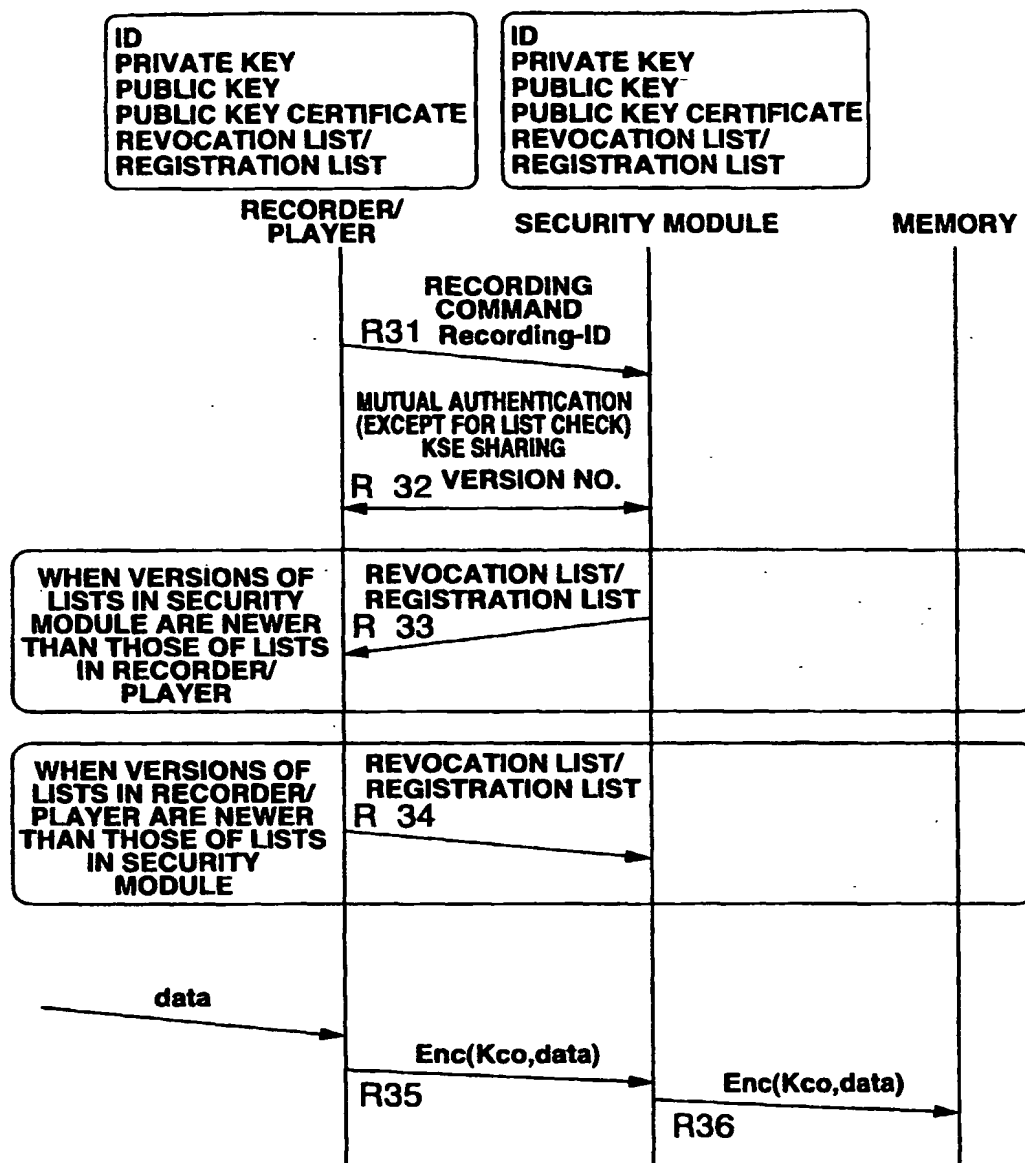 ID
PRIVATE KEY
PUBLIC KEY
PUBLIC KEY CERTIFICATE
REVOCATION LIST/
REGISTRATION LIST
ID
PRIVATE KEY
PUBLIC KEY
PUBLIC KEY CERTIFICATE
REVOCATION LIST/
REGISTRATION LIST
RECORDER/
PLAYER
SECURITY MODULE
MEMORY
RECORDING
COMMAND
R31 Recording-ID
MUTUAL AUTHENTICATION
(EXCEPT FOR LIST CHECK)
KSE SHARING
R 32 VERSION NO.
WHEN VERSIONS OF
LISTS IN SECURITY
MODULE ARE NEWER
THAN THOSE OF LISTS
IN RECORDER/
PLAYER
REVOCATION LIST/
REGISTRATION LIST
R 33
WHEN VERSIONS OF
LISTS IN RECORDER/
PLAYER ARE NEWER
THAN THOSE OF LISTS
IN SECURITY
MODULE
REVOCATION LIST/
REGISTRATION LIST
R 34
data
Enc(Kco,data)
R35
Enc(Kco,data)
R36